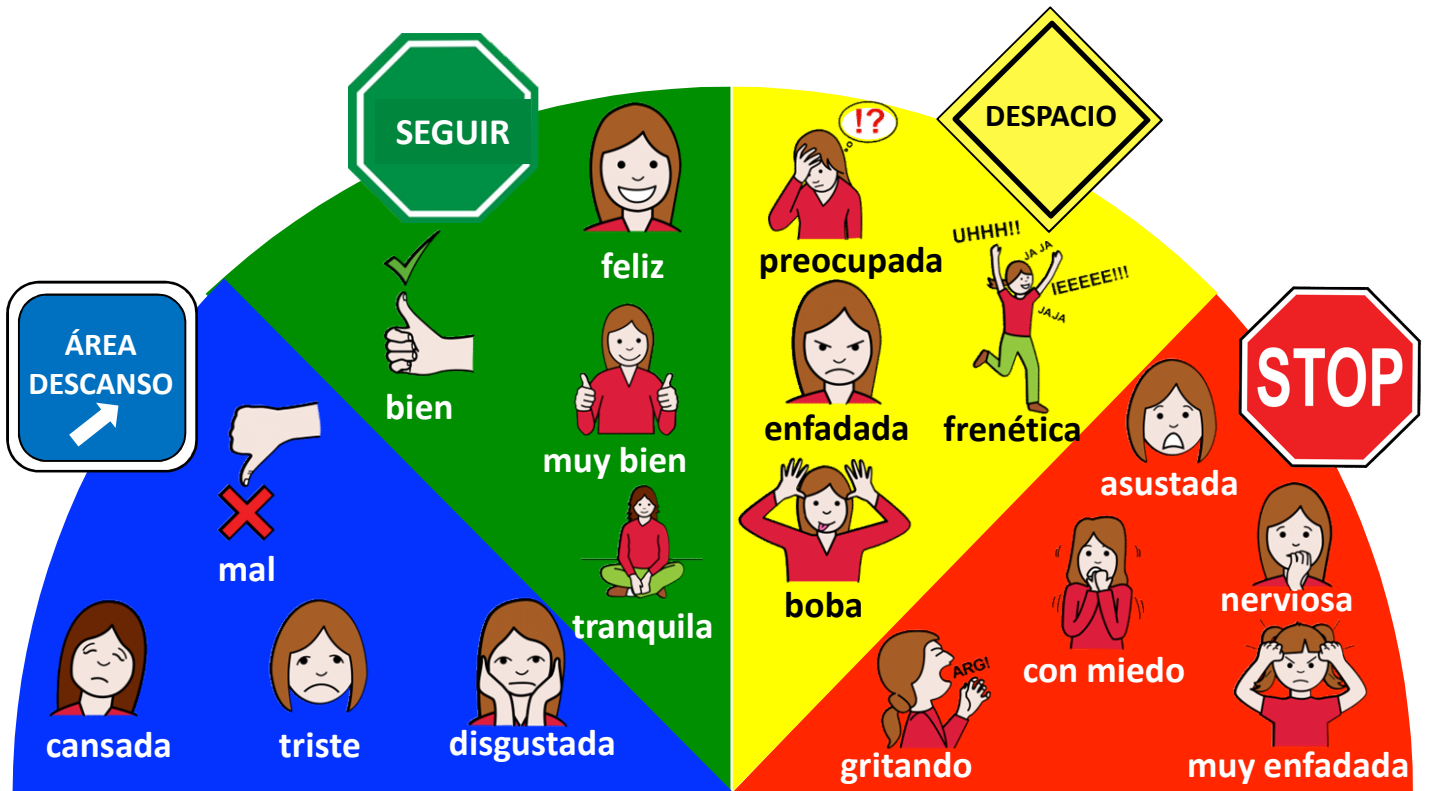 ÁREA
DESCANSO
mal
cansada
triste
disgustada
SEGUIR
feliz
bien
muy bien
tranquila
DESPACIO
!?
preocupada
UHHH!!
JA JA
IEEEEE!!!
JAJA
enfadada
frenética
boba
STOP
asustada
nerviosa
con miedo
ARG!
gritando
muy enfadada